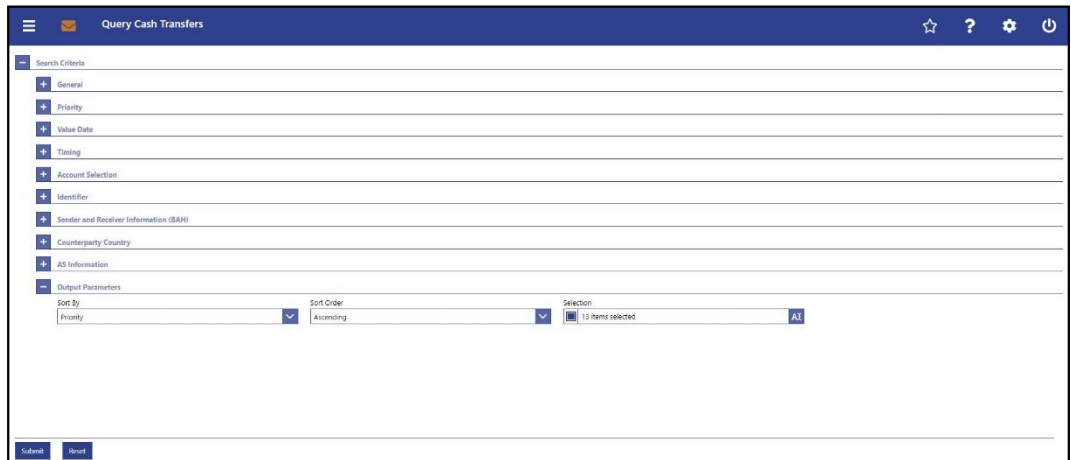 Query Cash Transfers
?
Search Criteria
General
Priority
Value Date
Timing
Account Selection
Identifier
Sender and Receiver Information (BAH)
Counterparty Country
AS Information
Output Parameters
Sort By Sort Order Selection
Priority Ascending 13 items selected AI
Submit Reset